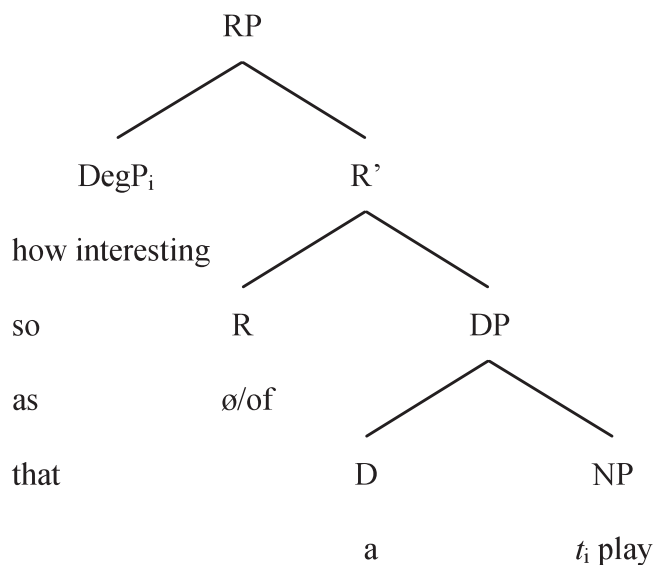 RP
DegPi R’
how interesting
so R DP
as ø/of
that D NP
a ti play